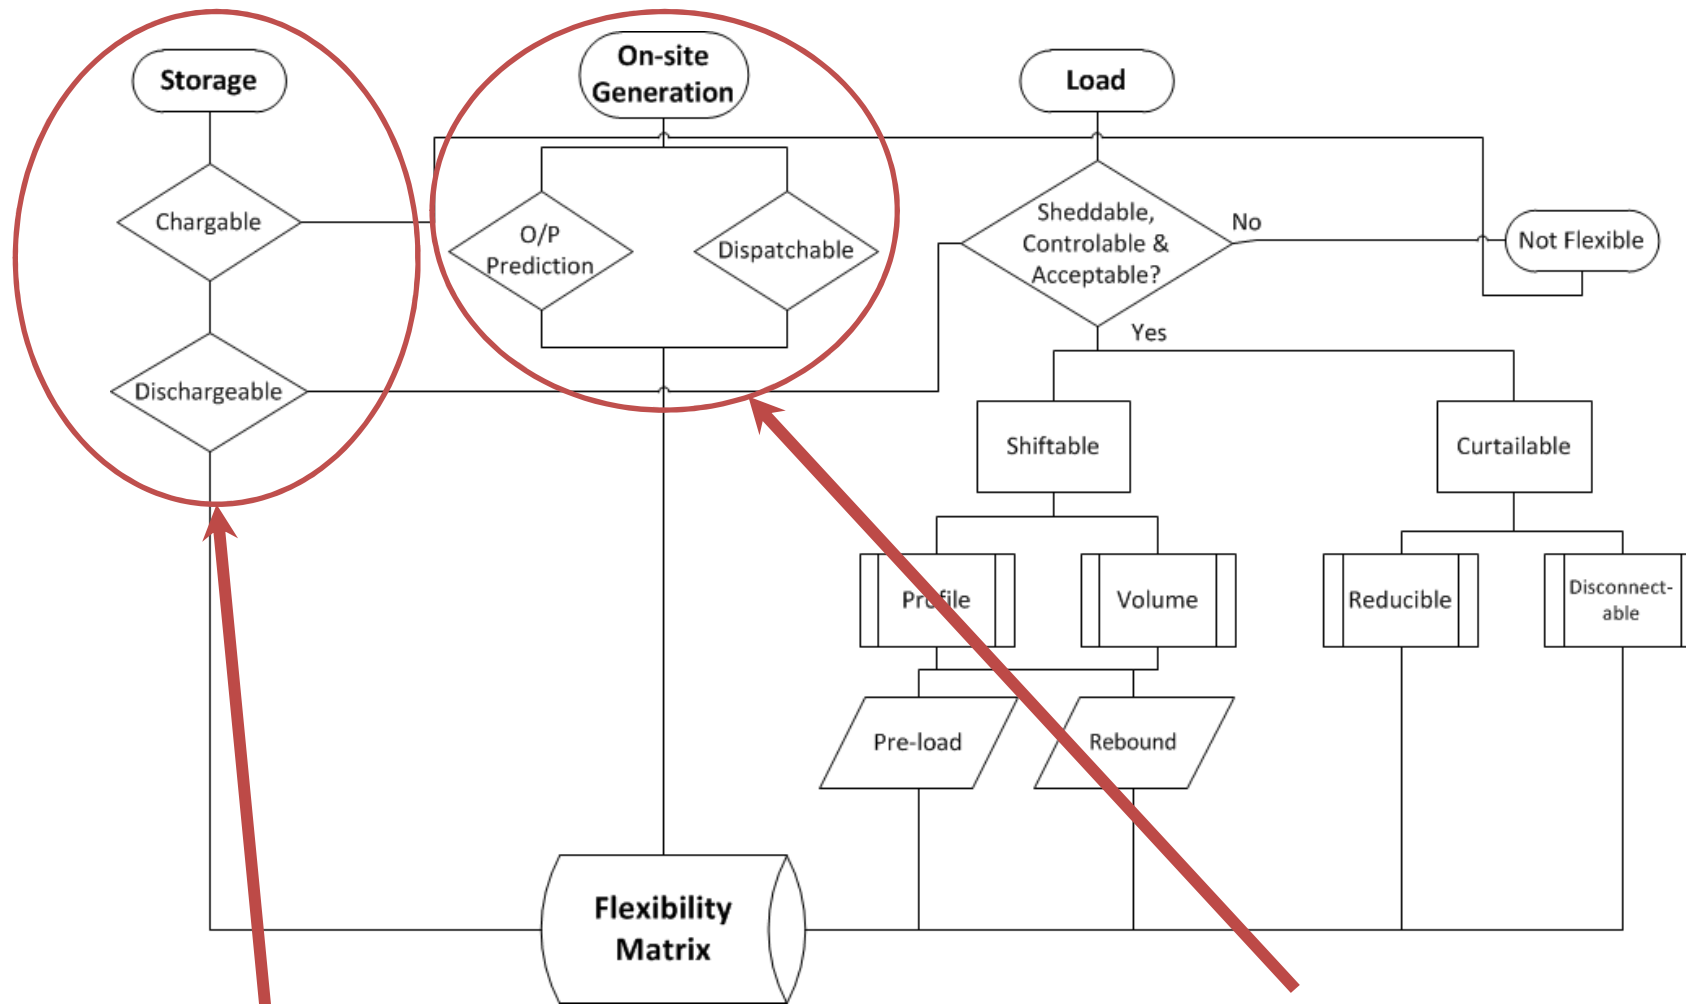 Storage
On-site
Generation
Load
Chargable
O/P
Prediction
Dispatchable
Sheddable,
Controlable &
Acceptable?
No
Not Flexible
Yes
Dischargeable
Shiftable
Curtailable
Profile
Volume
Reducible
Disconnect-
able
Pre-load
Rebound
Flexibility
Matrix